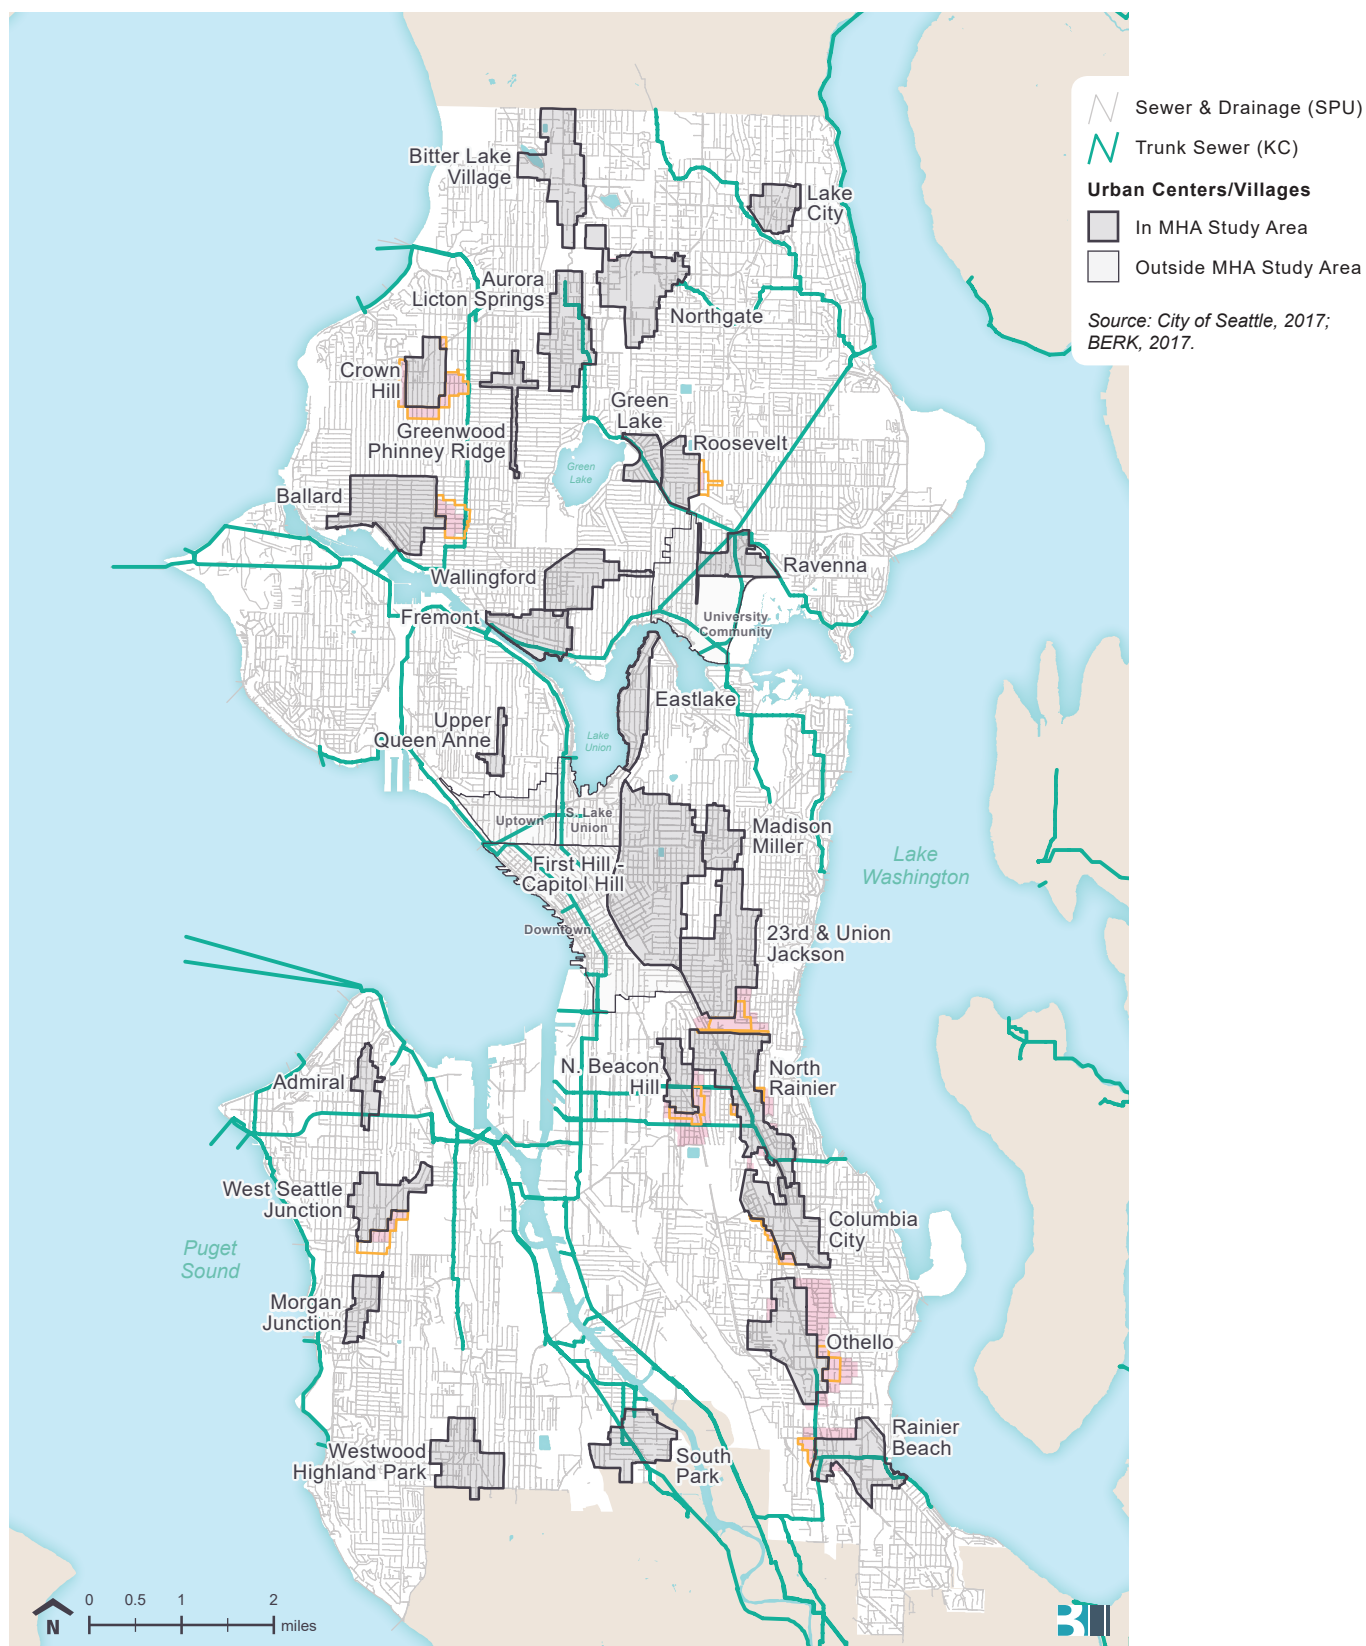 Sewer & Drainage (SPU)
Trunk Sewer (KC)
Urban Centers/Villages
In MHA Study Area
Outside MHA Study Area
Source: City of Seattle, 2017;
BERK, 2017.
Bitter Lake
Village
Lake
City
Aurora
Licton Springs
Northgate
Crown
Hill
Green
Lake
Greenwood
Phinney Ridge
Roosevelt
Green
Lake
Ballard
Ravenna
Wallingford
Fremont
University
Community
Eastlake
Upper
Queen Anne
Lake
Union
Uptown
S. Lake
Union
Madison
Miller
First Hill -
Capitol Hill
Lake
Washington
Downtown
23rd & Union
Jackson
N. Beacon
Hill
North
Rainier
Admiral
West Seattle
Junction
Columbia
City
Puget
Sound
Morgan
Junction
Othello
Rainier
Beach
Westwood
Highland Park
South
Park
N
0 0.5 1 2
miles
B